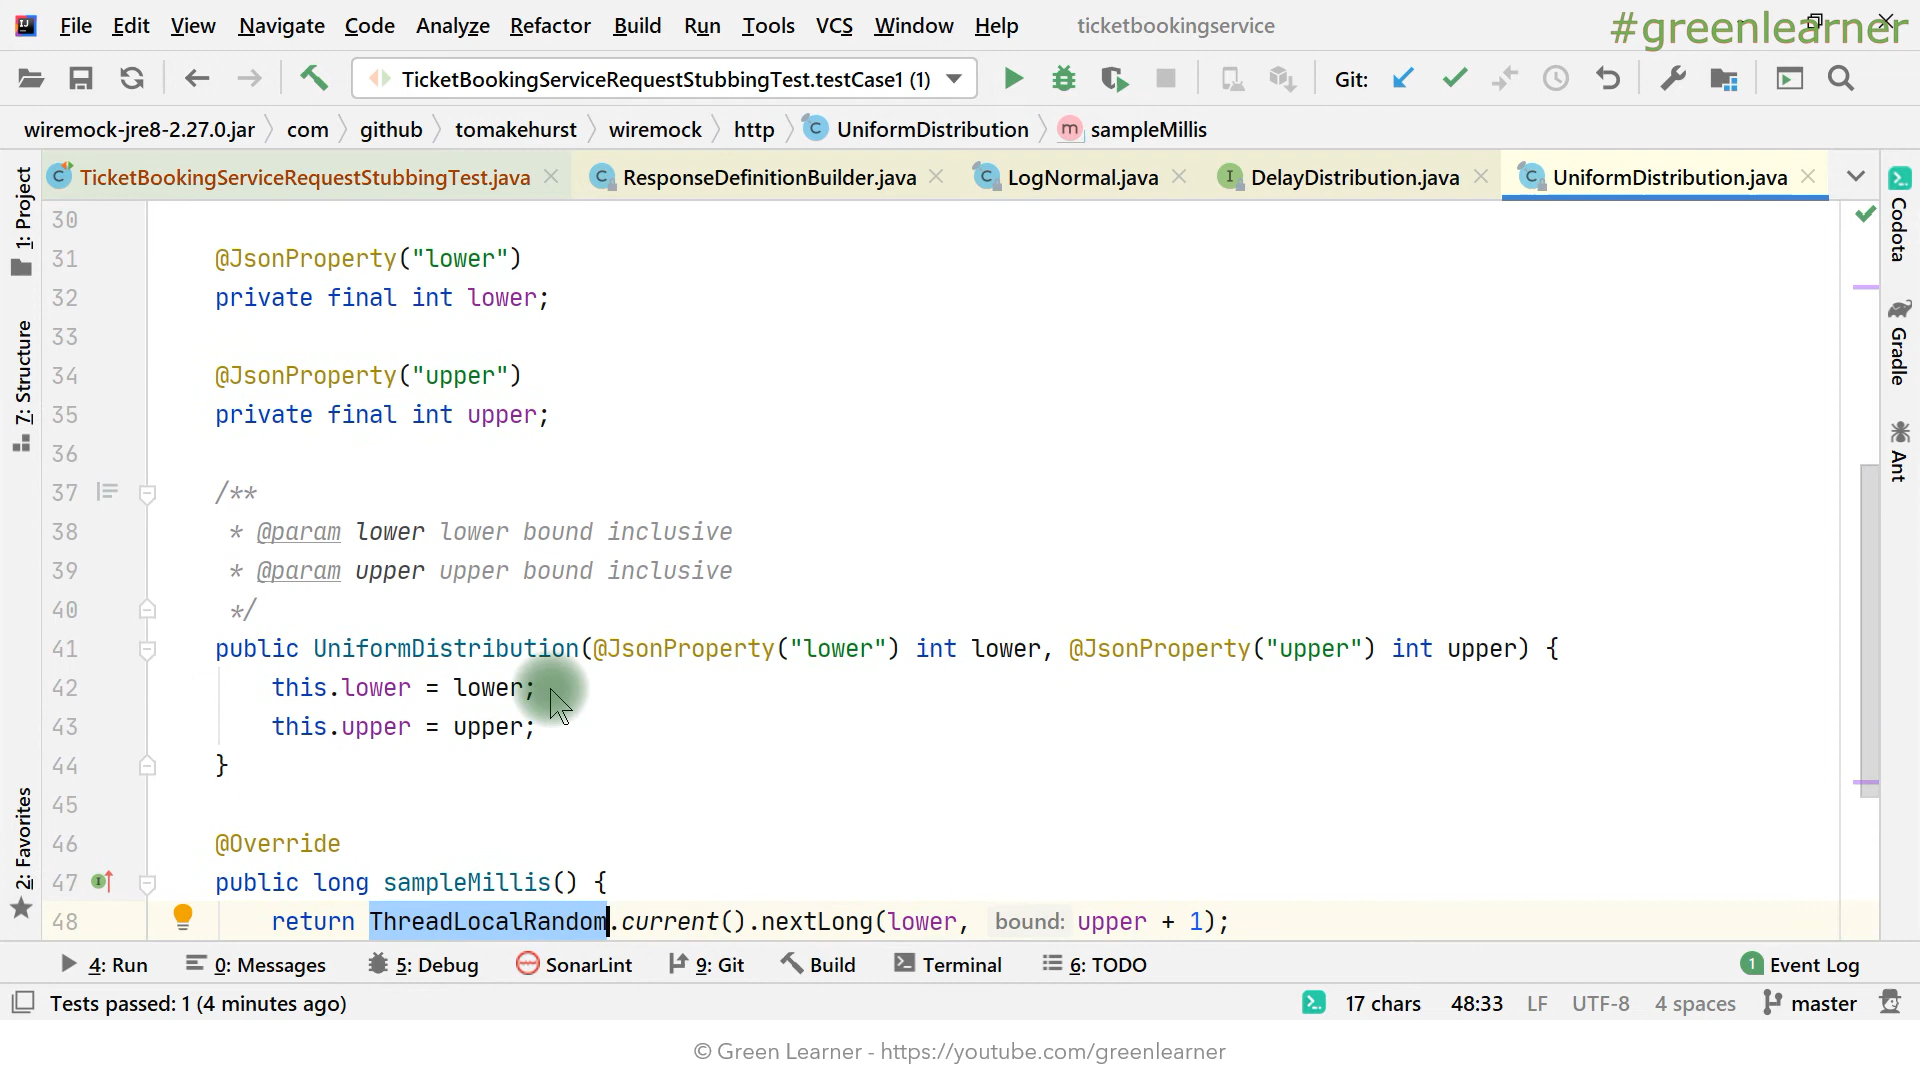 File Edit View Navigate Code Analyze Refactor Build Run Tools VCS Window Help ticketbookingservice
#greenlearner
TicketBookingServiceRequestStubbingTest.testCase1 (1) Git:
wiremock-jre8-2.27.0.jar com github tomakehurst wiremock http UniformDistribution sampleMillis
TicketBookingServiceRequestStubbingTest.java ResponseDefinitionBuilder.java LogNormal.java DelayDistribution.java UniformDistribution.java
1: Project
7: Structure
2: Favorites
30
31 @JsonProperty("lower")
32 private final int lower;
33
34 @JsonProperty("upper")
35 private final int upper;
36
37 /**
38 * @param lower lower bound inclusive
39 * @param upper upper bound inclusive
40 */
41 public UniformDistribution(@JsonProperty("lower") int lower, @JsonProperty("upper") int upper) {
42 this.lower = lower;
43 this.upper = upper;
44 }
45
46 @Override
47 public long sampleMillis() {
48 return ThreadLocalRandom.current().nextLong(lower, bound: upper + 1);
Codota
Gradle
Ant
4: Run 0: Messages 5: Debug SonarLint 9: Git Build Terminal 6: TODO 1 Event Log
Tests passed: 1 (4 minutes ago) 17 chars 48:33 LF UTF-8 4 spaces master
© Green Learner - https://youtube.com/greenlearner